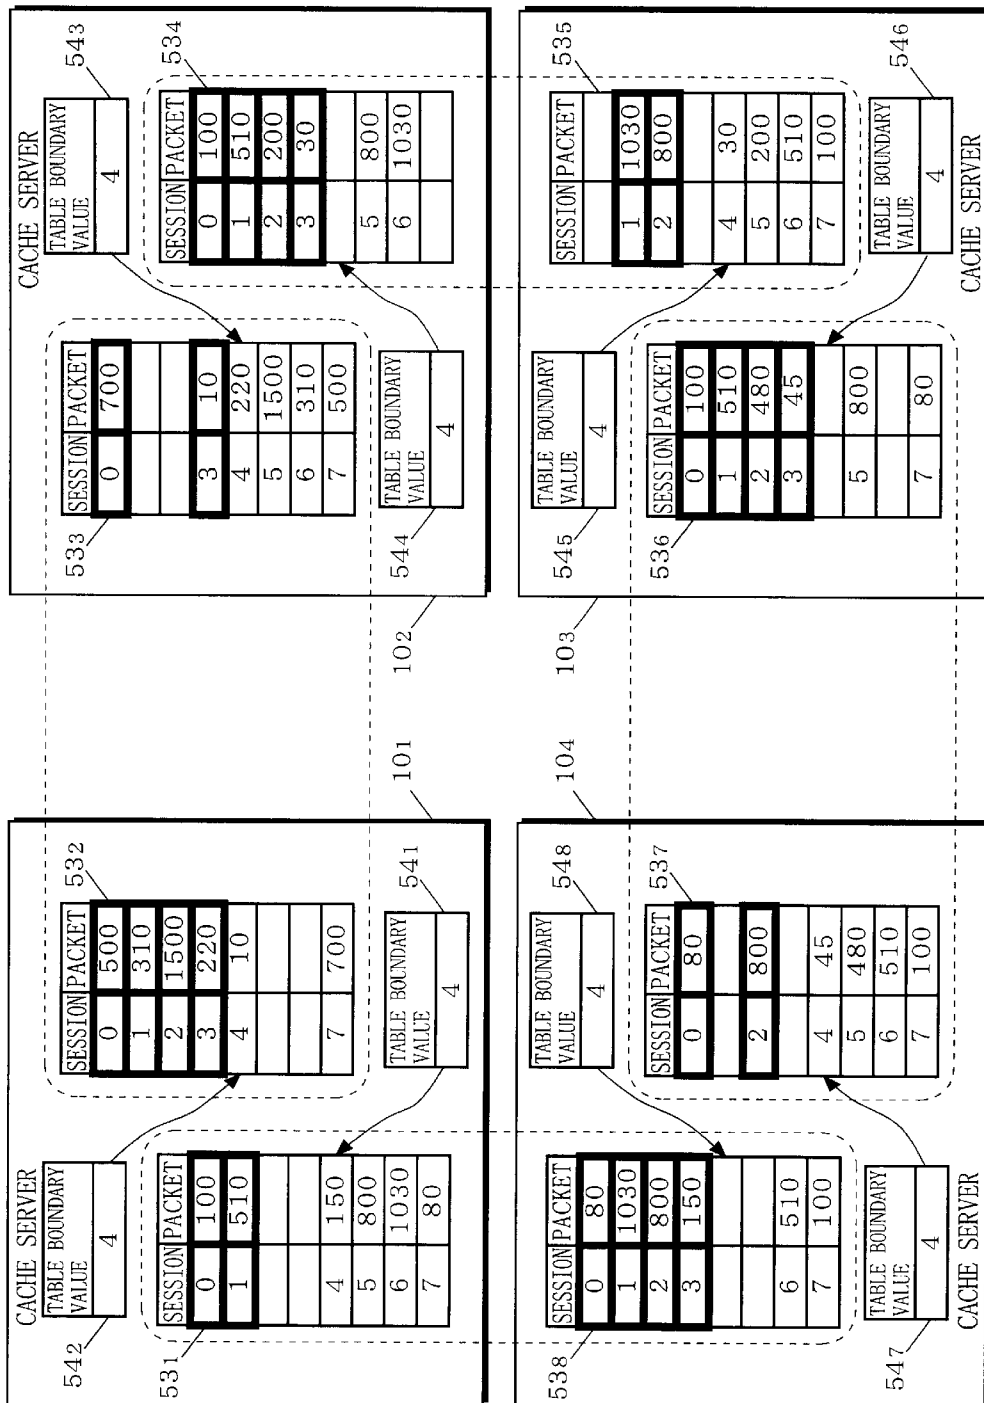 CACHE SERVER
542
TABLE BOUNDARY
VALUE
4
532
SESSION PACKET
0 500
1 310
2 1500
3 220
4 10
7 700
531
SESSION PACKET
0 100
1 510
4 150
5 800
6 1030
7 80
541
TABLE BOUNDARY
VALUE
4
101
CACHE SERVER
543
TABLE BOUNDARY
VALUE
4
533
SESSION PACKET
0 700
3 10
4 220
5 1500
6 310
7 500
534
SESSION PACKET
0 100
1 510
2 200
3 30
5 800
6 1030
544
TABLE BOUNDARY
VALUE
4
102
104
548
TABLE BOUNDARY
VALUE
4
538
SESSION PACKET
0 80
1 1030
2 800
3 150
6 510
7 100
537
SESSION PACKET
0 80
2 800
4 45
5 480
6 510
7 100
547
TABLE BOUNDARY
VALUE
4
CACHE SERVER
103
545
TABLE BOUNDARY
VALUE
4
535
SESSION PACKET
1 1030
2 800
4 30
5 200
6 510
7 100
536
SESSION PACKET
0 100
1 510
2 480
3 45
5 800
7 80
546
TABLE BOUNDARY
VALUE
4
CACHE SERVER